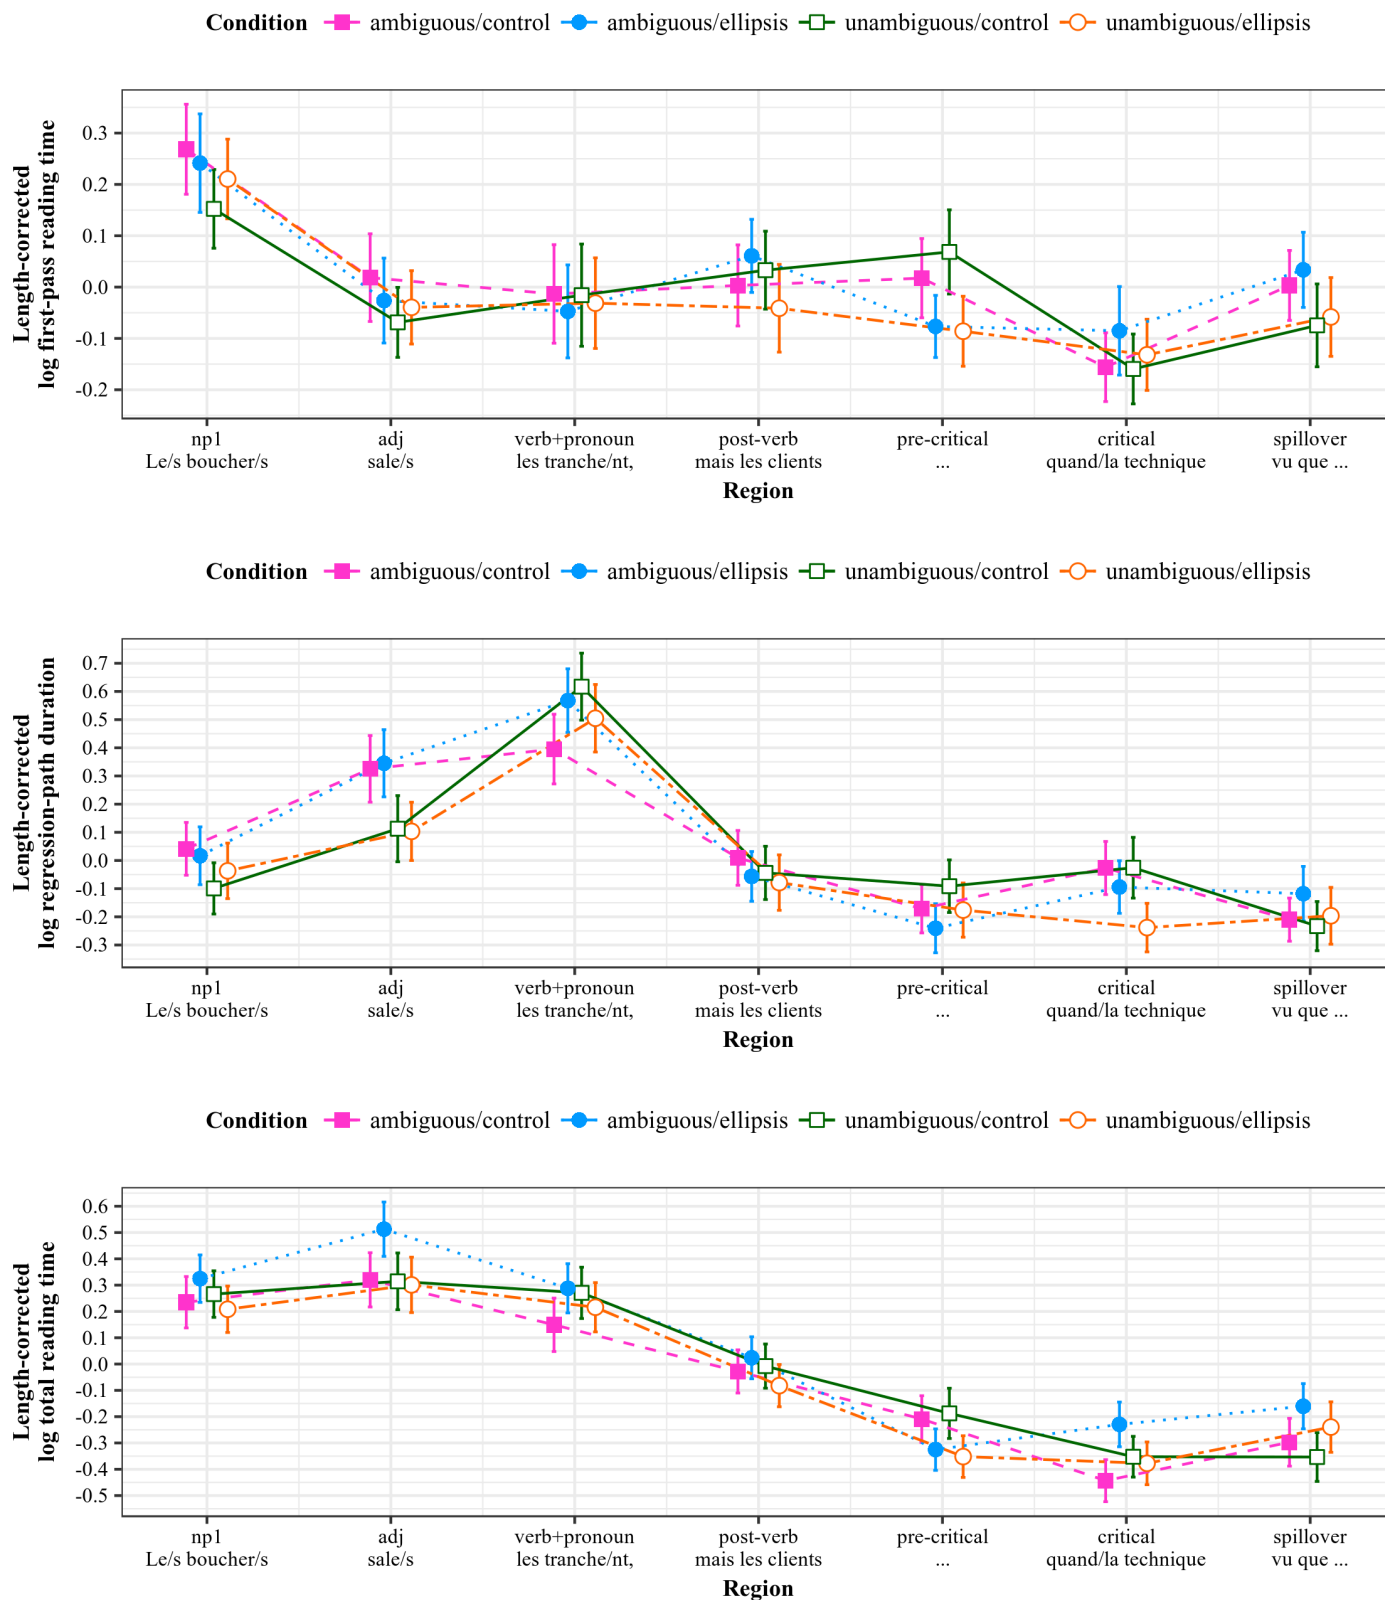 Condition ambiguous/control ambiguous/ellipsis unambiguous/control unambiguous/ellipsis
Length-corrected
log first-pass reading time
0.3
0.2
0.1
0.0
-0.1
-0.2
np1 adj verb+pronoun post-verb pre-critical critical spillover
Le/s boucher/s sale/s les tranche/nt, mais les clients ... quand/la technique vu que ...
Region
Condition ambiguous/control ambiguous/ellipsis unambiguous/control unambiguous/ellipsis
Length-corrected
log regression-path duration
0.7
0.6
0.5
0.4
0.3
0.2
0.1
0.0
-0.1
-0.2
-0.3
np1 adj verb+pronoun post-verb pre-critical critical spillover
Le/s boucher/s sale/s les tranche/nt, mais les clients ... quand/la technique vu que ...
Region
Condition ambiguous/control ambiguous/ellipsis unambiguous/control unambiguous/ellipsis
Length-corrected
log total reading time
0.6
0.5
0.4
0.3
0.2
0.1
0.0
-0.1
-0.2
-0.3
-0.4
-0.5
np1 adj verb+pronoun post-verb pre-critical critical spillover
Le/s boucher/s sale/s les tranche/nt, mais les clients ... quand/la technique vu que ...
Region